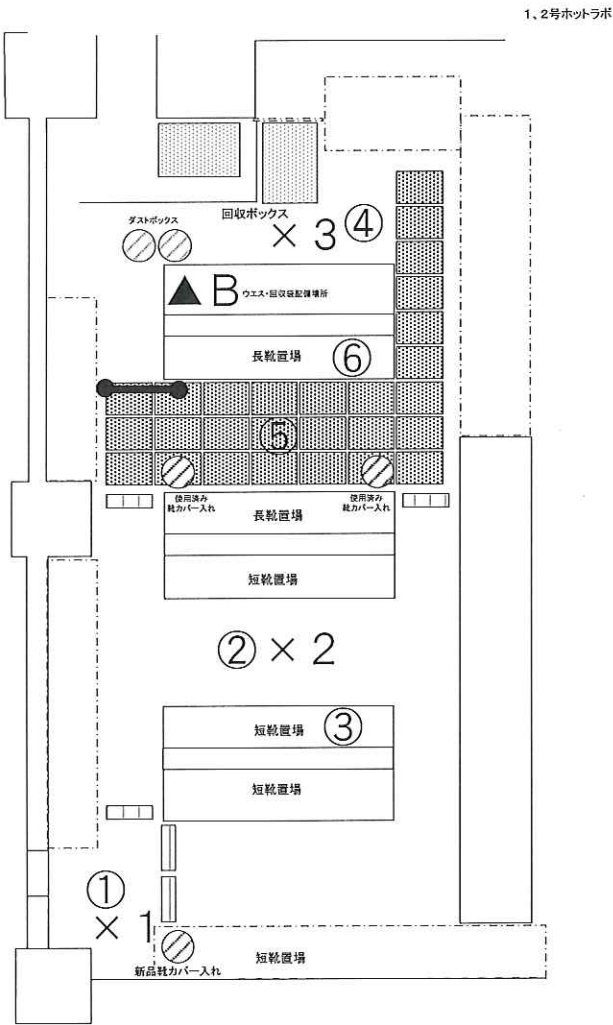 1、2号ホットラボ
ダストボックス
回収ボックス
× 3 ④
▲ B ウエス・回収袋配備場所
長靴置場 ⑥
⑤
使用済み
靴カバー入れ
使用済み
靴カバー入れ
長靴置場
短靴置場
② × 2
短靴置場 ③
短靴置場
①
× 1
新品靴カバー入れ
短靴置場